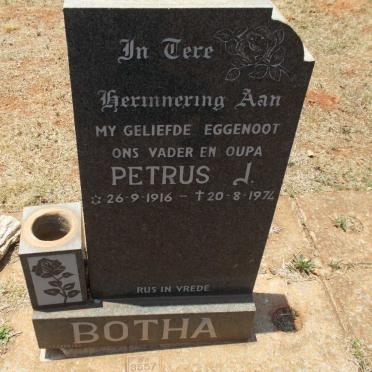 In Tere
Herinnering Aan
MY GELIEFDE EGGENOOT
ONS VADER EN OUPA
PETRUS J.
☆ 26-9-1916 - ✝ 20-8-1974
RUS IN VREDE
BOTHA
3557